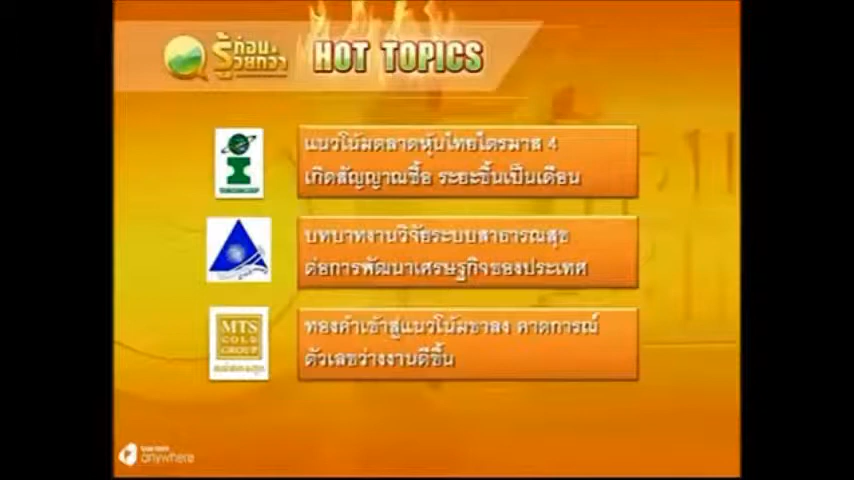 รู้ก่อน
รวยกว่า
HOT TOPICS
แนวโน้มตลาดหุ้นไทยไตรมาส 4
เกิดสัญญาณซื้อ ระยะขึ้นเป็นเดือน
บทบาทงานวิจัยระบบสาธารณสุข
ต่อการพัฒนาเศรษฐกิจของประเทศ
MTS
GOLD
GROUP
ทองคำเข้าสู่แนวโน้มขาลง คาดการณ์
ตัวเลขว่างงานดีขึ้น
anywhere